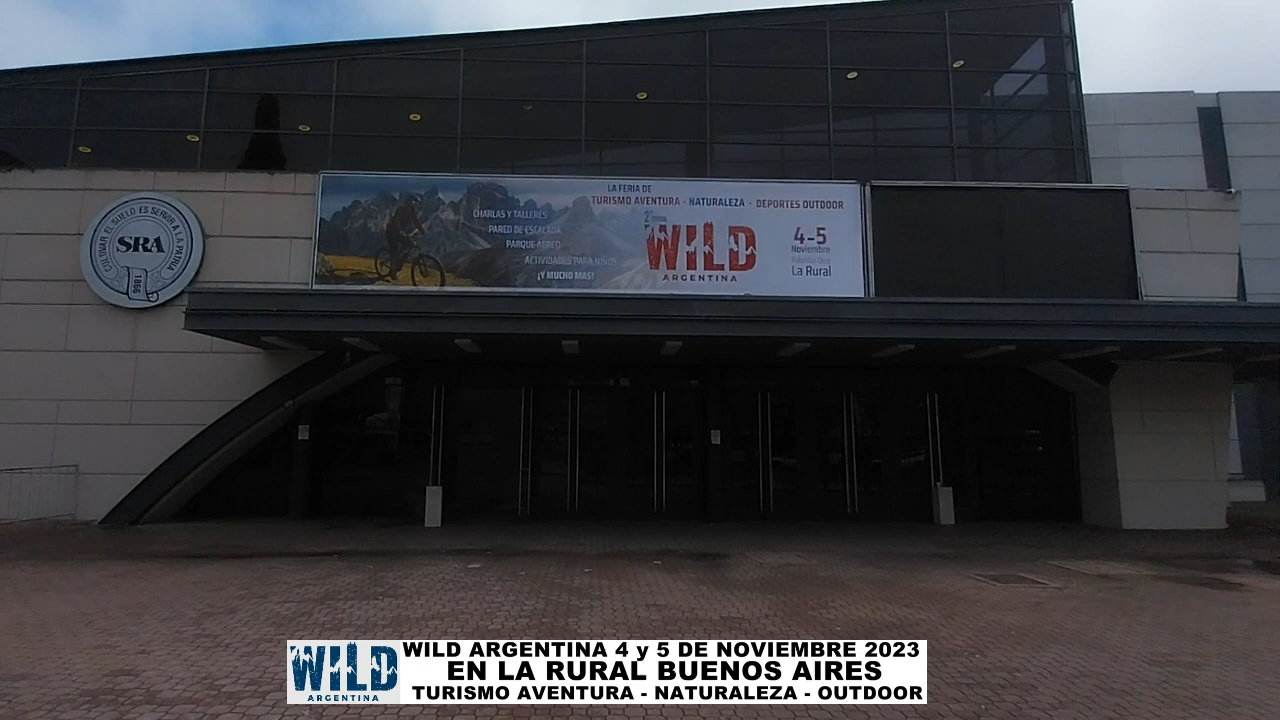 CULTIVAR EL SUELO ES SERVIR A LA PATRIA
SRA
1866
LA FERIA DE
TURISMO AVENTURA - NATURALEZA - DEPORTES OUTDOOR
CHARLAS Y TALLERES
PARED DE ESCALADA
PARQUE AEREO
ACTIVIDADES PARA NIÑOS
¡Y MUCHO MAS!
WILD
ARGENTINA
4-5
Noviembre
La Rural
WILD
ARGENTINA
WILD ARGENTINA 4 y 5 DE NOVIEMBRE 2023
EN LA RURAL BUENOS AIRES
TURISMO AVENTURA - NATURALEZA - OUTDOOR